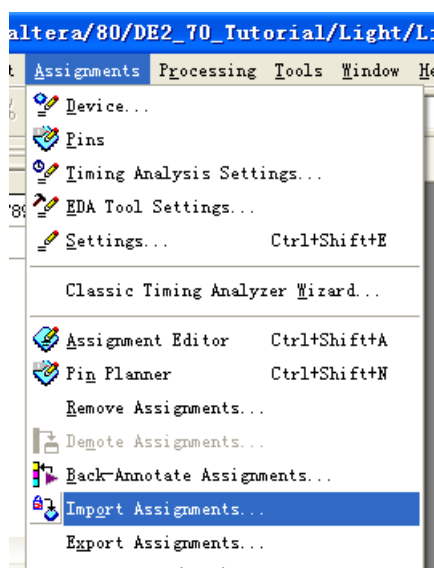 altera/80/DE2_70_Tutorial/Light/Li
Assignments Processing Tools Window He
Device...
Pins
Timing Analysis Settings...
EDA Tool Settings...
Settings... Ctrl+Shift+E
Classic Timing Analyzer Wizard...
Assignment Editor Ctrl+Shift+A
Pin Planner Ctrl+Shift+N
Remove Assignments...
Demote Assignments...
Back-Annotate Assignments...
Import Assignments...
Export Assignments...